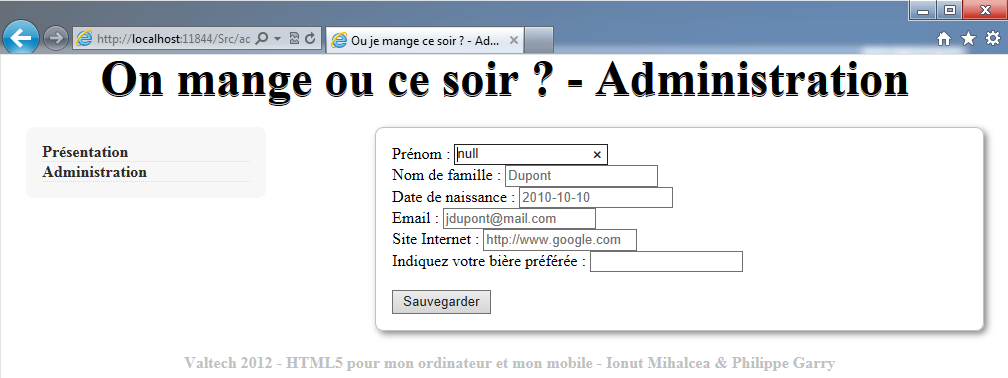 http://localhost:11844/Src/ac
Ou je mange ce soir ? - Ad...
On mange ou ce soir ? - Administration
Présentation
Administration
Prénom : null
Nom de famille : Dupont
Date de naissance : 2010-10-10
Email : jdupont@mail.com
Site Internet : http://www.google.com
Indiquez votre bière préférée :
Sauvegarder
Valtech 2012 - HTML5 pour mon ordinateur et mon mobile - Ionut Mihalcea & Philippe Garry